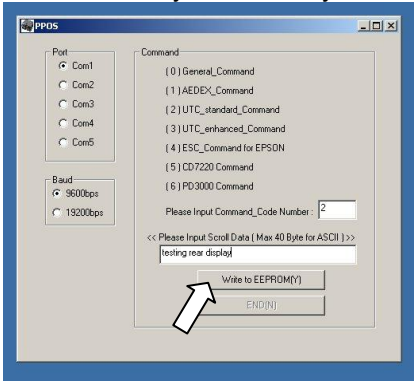 PPOS
Port
Com1
Com2
Com3
Com4
Com5
Baud
9600bps
19200bps
Command
( 0 ) General_Command
( 1 ) AEDEX_Command
( 2 ) UTC_standard_Command
( 3 ) UTC_enhanced_Command
( 4 ) ESC_Command for EPSON
( 5 ) CD7220 Command
( 6 ) PD3000 Command
Please Input Command_Code Number : 2
<< Please Input Scroll Data ( Max 40 Byte for ASCII ) >>
testing rear display
Write to EEPROM(Y)
END(N)